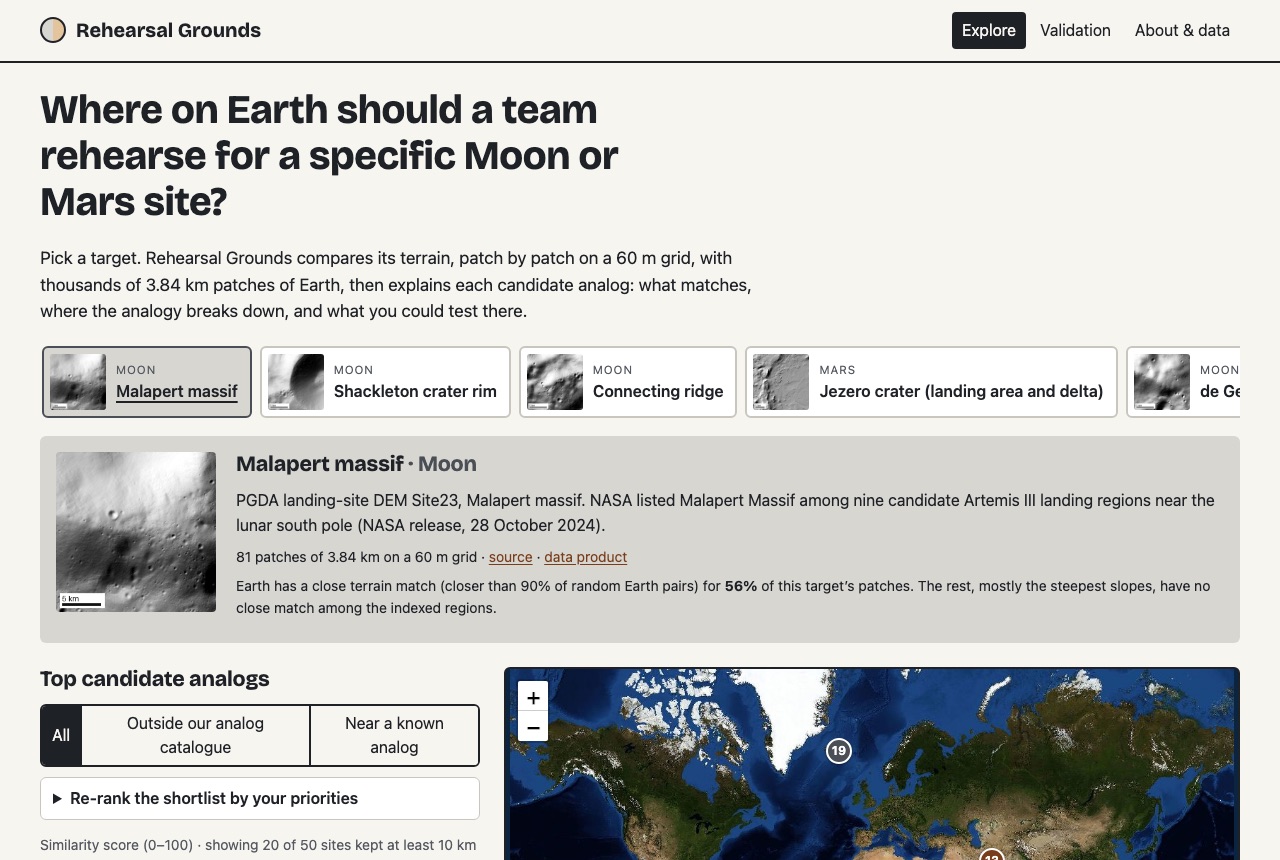 Rehearsal Grounds
Explore
Validation
About & data
Where on Earth should a team
rehearse for a specific Moon or
Mars site?
Pick a target. Rehearsal Grounds compares its terrain, patch by patch on a 60 m grid, with
thousands of 3.84 km patches of Earth, then explains each candidate analog: what matches,
where the analogy breaks down, and what you could test there.
MOON
Malapert massif
MOON
Shackleton crater rim
MOON
Connecting ridge
MARS
Jezero crater (landing area and delta)
MOON
de Ge
5 km
Malapert massif · Moon
PGDA landing-site DEM Site23, Malapert massif. NASA listed Malapert Massif among nine candidate Artemis III landing regions near the
lunar south pole (NASA release, 28 October 2024).
81 patches of 3.84 km on a 60 m grid · source · data product
Earth has a close terrain match (closer than 90% of random Earth pairs) for 56% of this target’s patches. The rest, mostly the steepest slopes, have no
close match among the indexed regions.
Top candidate analogs
All
Outside our analog
catalogue
Near a known
analog
▶ Re-rank the shortlist by your priorities
Similarity score (0–100) · showing 20 of 50 sites kept at least 10 km
+
−
19